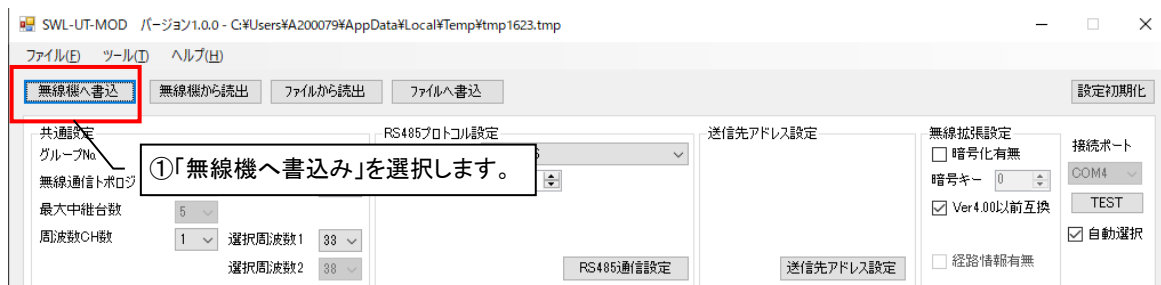 SWL-UT-MOD バージョン1.0.0 - C:¥Users¥A200079¥AppData¥Local¥Temp¥tmp1623.tmp
ファイル(F) ツール(T) ヘルプ(H)
無線機へ書込 無線機から読出 ファイルから読出 ファイルへ書込 設定初期化
共通設定 RS485プロトコル設定 送信先アドレス設定 無線拡張設定
グループNo. 暗号化有無 接続ポート
①「無線機へ書込み」を選択します。
無線通信トポロジ 暗号キー 0 COM4
最大中継台数 5 Ver4.00以前互換 TEST
周波数CH数 1 選択周波数1 33 自動選択
選択周波数2 38 RS485通信設定 送信先アドレス設定 経路情報有無